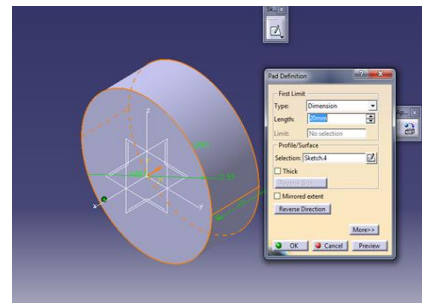 Pad Definition
First Limit
Type: Dimension
Length: 20mm
Limit: No selection
Profile/Surface
Selection: Sketch.4
Thick
Mirrored extent
Reverse Direction
More>>
OK Cancel Preview
z
x
y